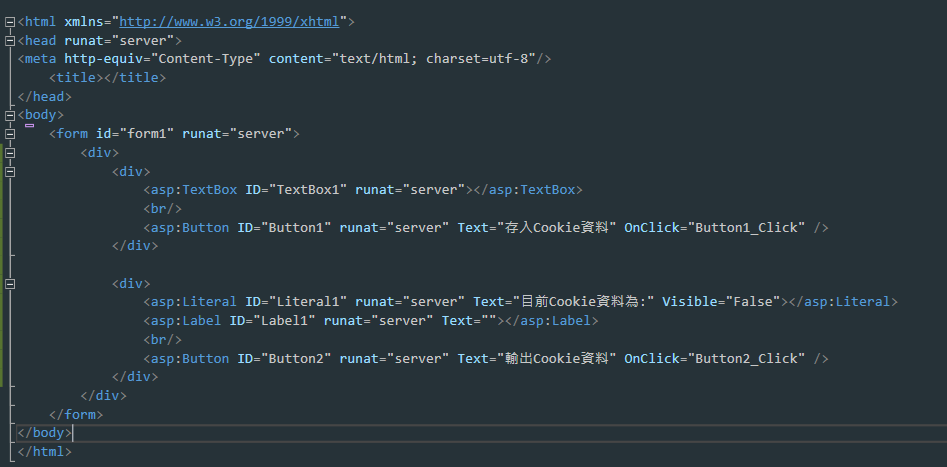 <html xmlns="http://www.w3.org/1999/xhtml">
<head runat="server">
<meta http-equiv="Content-Type" content="text/html; charset=utf-8"/>
    <title></title>
</head>
<body>
    <form id="form1" runat="server">
        <div>
            <div>
                <asp:TextBox ID="TextBox1" runat="server"></asp:TextBox>
                <br/>
                <asp:Button ID="Button1" runat="server" Text="存入Cookie資料" OnClick="Button1_Click" />
            </div>

            <div>
                <asp:Literal ID="Literal1" runat="server" Text="目前Cookie資料為:" Visible="False"></asp:Literal>
                <asp:Label ID="Label1" runat="server" Text=""></asp:Label>
                <br/>
                <asp:Button ID="Button2" runat="server" Text="輸出Cookie資料" OnClick="Button2_Click" />
            </div>
        </div>
    </form>
</body>
</html>